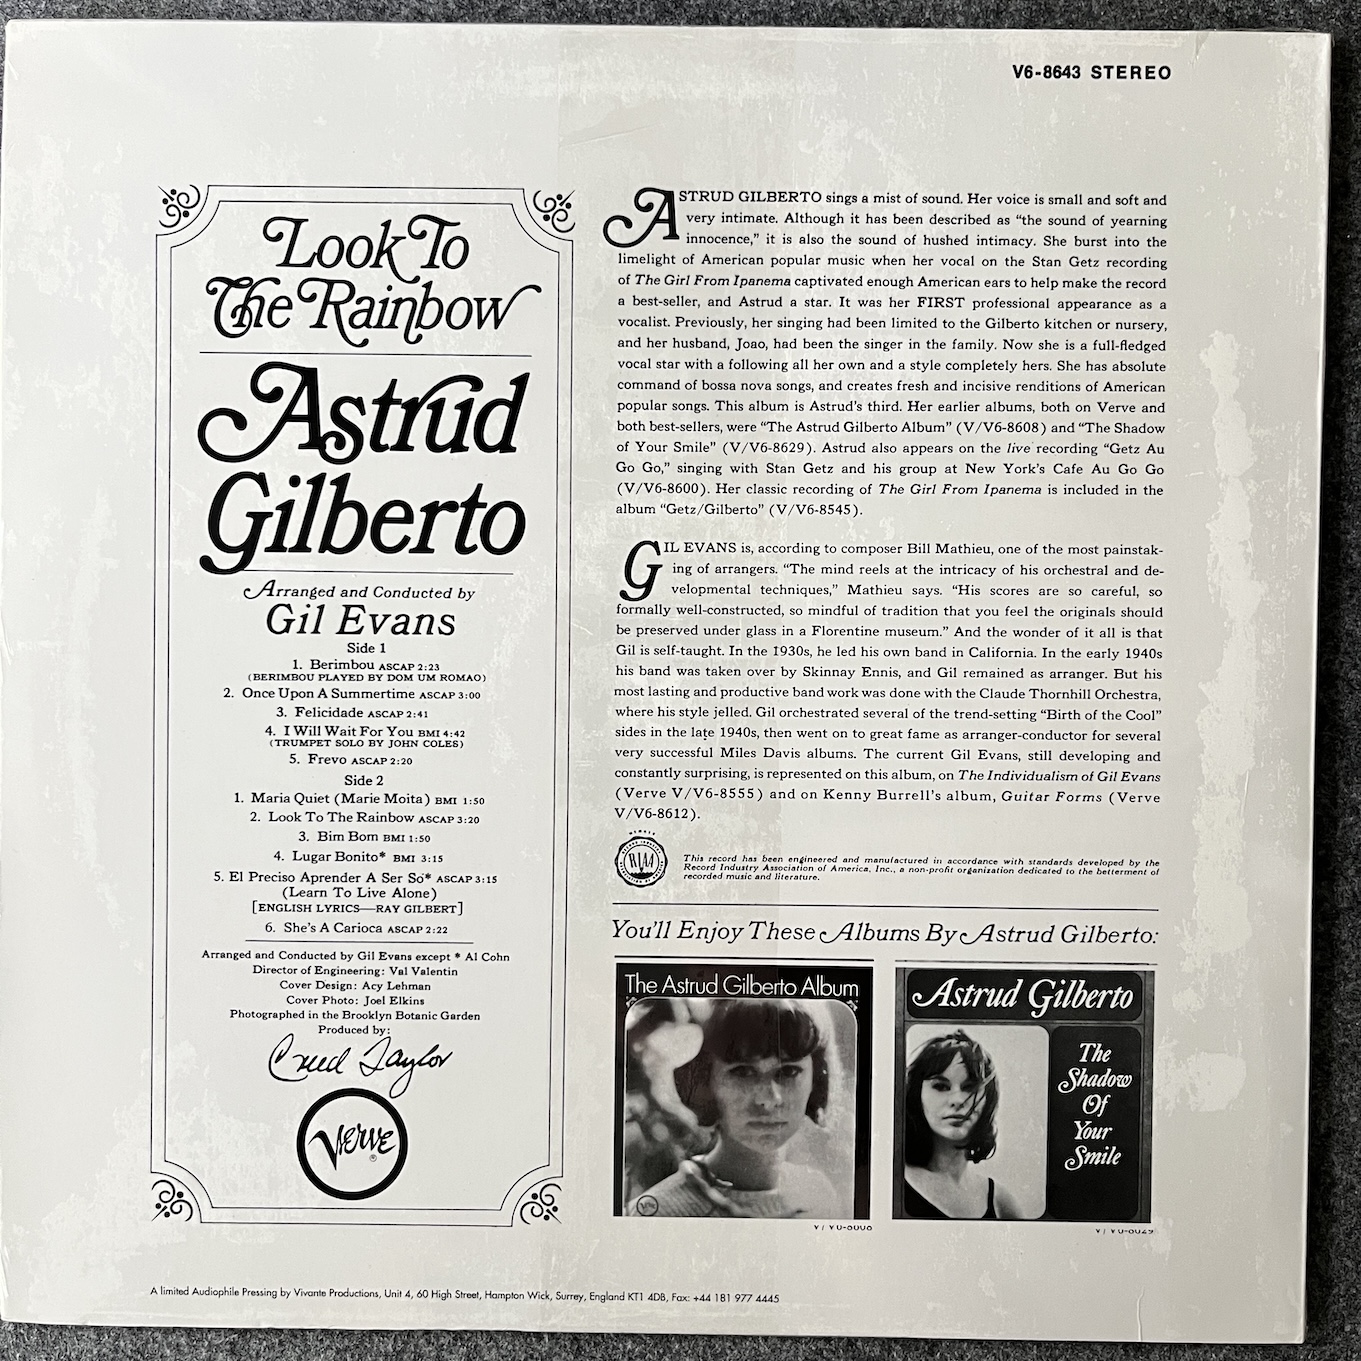 V6-8643 STEREO
Look To
The Rainbow
Astrud
Gilberto
Arranged and Conducted by
Gil Evans
Side 1
1. Berimbou ASCAP 2:23
(BERIMBOU PLAYED BY DOM UM ROMAO)
2. Once Upon A Summertime ASCAP 3:00
3. Felicidade ASCAP 2:41
4. I Will Wait For You BMI 4:42
(TRUMPET SOLO BY JOHN COLES)
5. Frevo ASCAP 2:20
Side 2
1. Maria Quiet (Marie Moita) BMI 1:50
2. Look To The Rainbow ASCAP 3:20
3. Bim Bom BMI 1:50
4. Lugar Bonito* BMI 3:15
5. El Preciso Aprender A Ser So* ASCAP 3:15
(Learn To Live Alone)
[ENGLISH LYRICS—RAY GILBERT]
6. She's A Carioca ASCAP 2:22
Arranged and Conducted by Gil Evans except * Al Cohn
Director of Engineering: Val Valentin
Cover Design: Acy Lehman
Cover Photo: Joel Elkins
Photographed in the Brooklyn Botanic Garden
Produced by:
Creed Taylor
Verve
®
ASTRUD GILBERTO sings a mist of sound. Her voice is small and soft and
very intimate. Although it has been described as “the sound of yearning
innocence,” it is also the sound of hushed intimacy. She burst into the
limelight of American popular music when her vocal on the Stan Getz recording
of The Girl From Ipanema captivated enough American ears to help make the record
a best-seller, and Astrud a star. It was her FIRST professional appearance as a
vocalist. Previously, her singing had been limited to the Gilberto kitchen or nursery,
and her husband, Joao, had been the singer in the family. Now she is a full-fledged
vocal star with a following all her own and a style completely hers. She has absolute
command of bossa nova songs, and creates fresh and incisive renditions of American
popular songs. This album is Astrud's third. Her earlier albums, both on Verve and
both best-sellers, were “The Astrud Gilberto Album” (V/V6-8608) and “The Shadow
of Your Smile” (V/V6-8629). Astrud also appears on the live recording “Getz Au
Go Go,” singing with Stan Getz and his group at New York's Cafe Au Go Go
(V/V6-8600). Her classic recording of The Girl From Ipanema is included in the
album “Getz/Gilberto” (V/V6-8545).
GIL EVANS is, according to composer Bill Mathieu, one of the most painstak-
ing of arrangers. “The mind reels at the intricacy of his orchestral and de-
velopmental techniques,” Mathieu says. “His scores are so careful, so
formally well-constructed, so mindful of tradition that you feel the originals should
be preserved under glass in a Florentine museum.” And the wonder of it all is that
Gil is self-taught. In the 1930s, he led his own band in California. In the early 1940s
his band was taken over by Skinnay Ennis, and Gil remained as arranger. But his
most lasting and productive band work was done with the Claude Thornhill Orchestra,
where his style jelled. Gil orchestrated several of the trend-setting “Birth of the Cool”
sides in the late 1940s, then went on to great fame as arranger-conductor for several
very successful Miles Davis albums. The current Gil Evans, still developing and
constantly surprising, is represented on this album, on The Individualism of Gil Evans
(Verve V/V6-8555) and on Kenny Burrell's album, Guitar Forms (Verve
V/V6-8612).
RIAA
This record has been engineered and manufactured in accordance with standards developed by the
Record Industry Association of America, Inc., a non-profit organization dedicated to the betterment of
recorded music and literature.
You'll Enjoy These Albums By Astrud Gilberto:
The Astrud Gilberto Album
Astrud Gilberto
The
Shadow
Of
Your
Smile
A limited Audiophile Pressing by Vivante Productions, Unit 4, 60 High Street, Hampton Wick, Surrey, England KT1 4DB, Fax: +44 181 977 4445